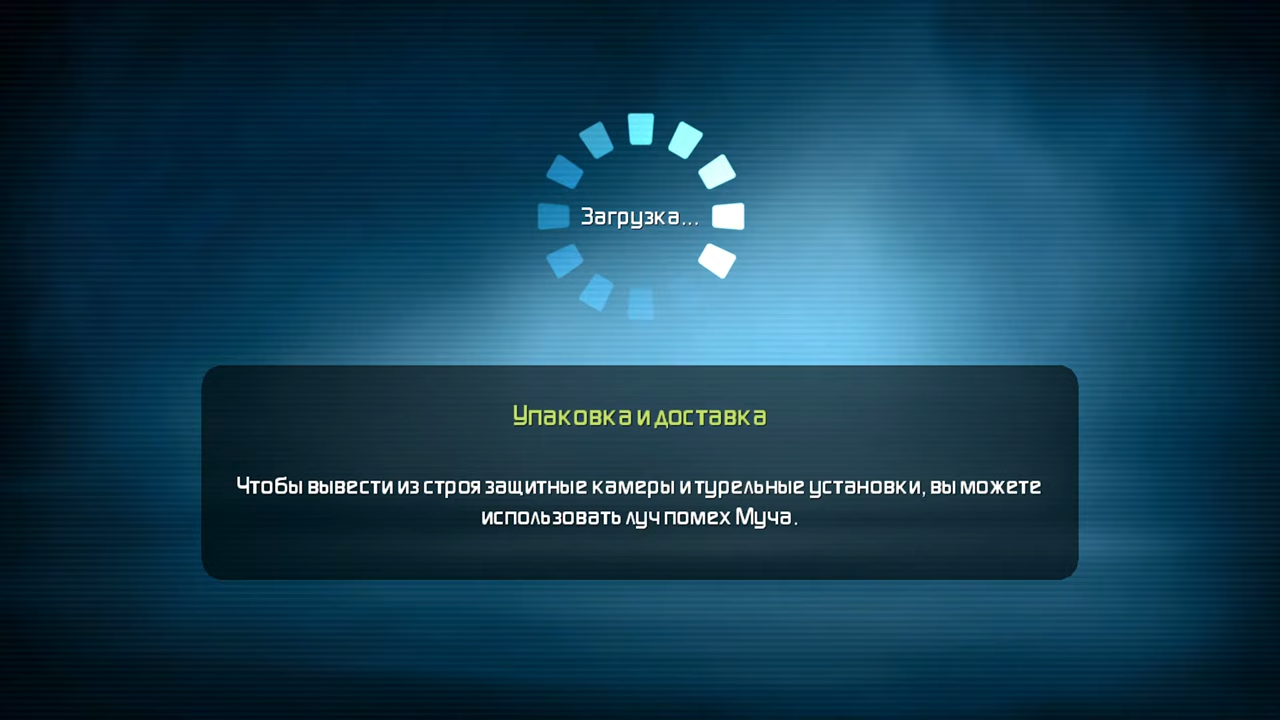 Загрузка...
Упаковка и доставка
Чтобы вывести из строя защитные камеры и турельные установки, вы можете
использовать луч помех Муча.